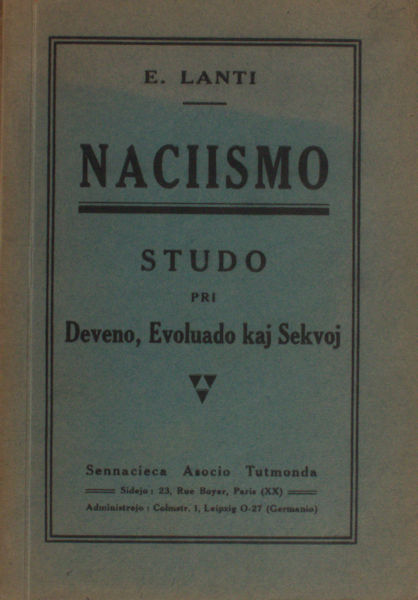 E. LANTI
NACIISMO
STUDO
PRI
Deveno, Evoluado kaj Sekvoj
Sennacieca Asocio Tutmonda
Sidejo : 23, Rue Boyer, Paris (XX)
Administrejo : Colmstr. 1, Leipzig O-27 (Germanio)